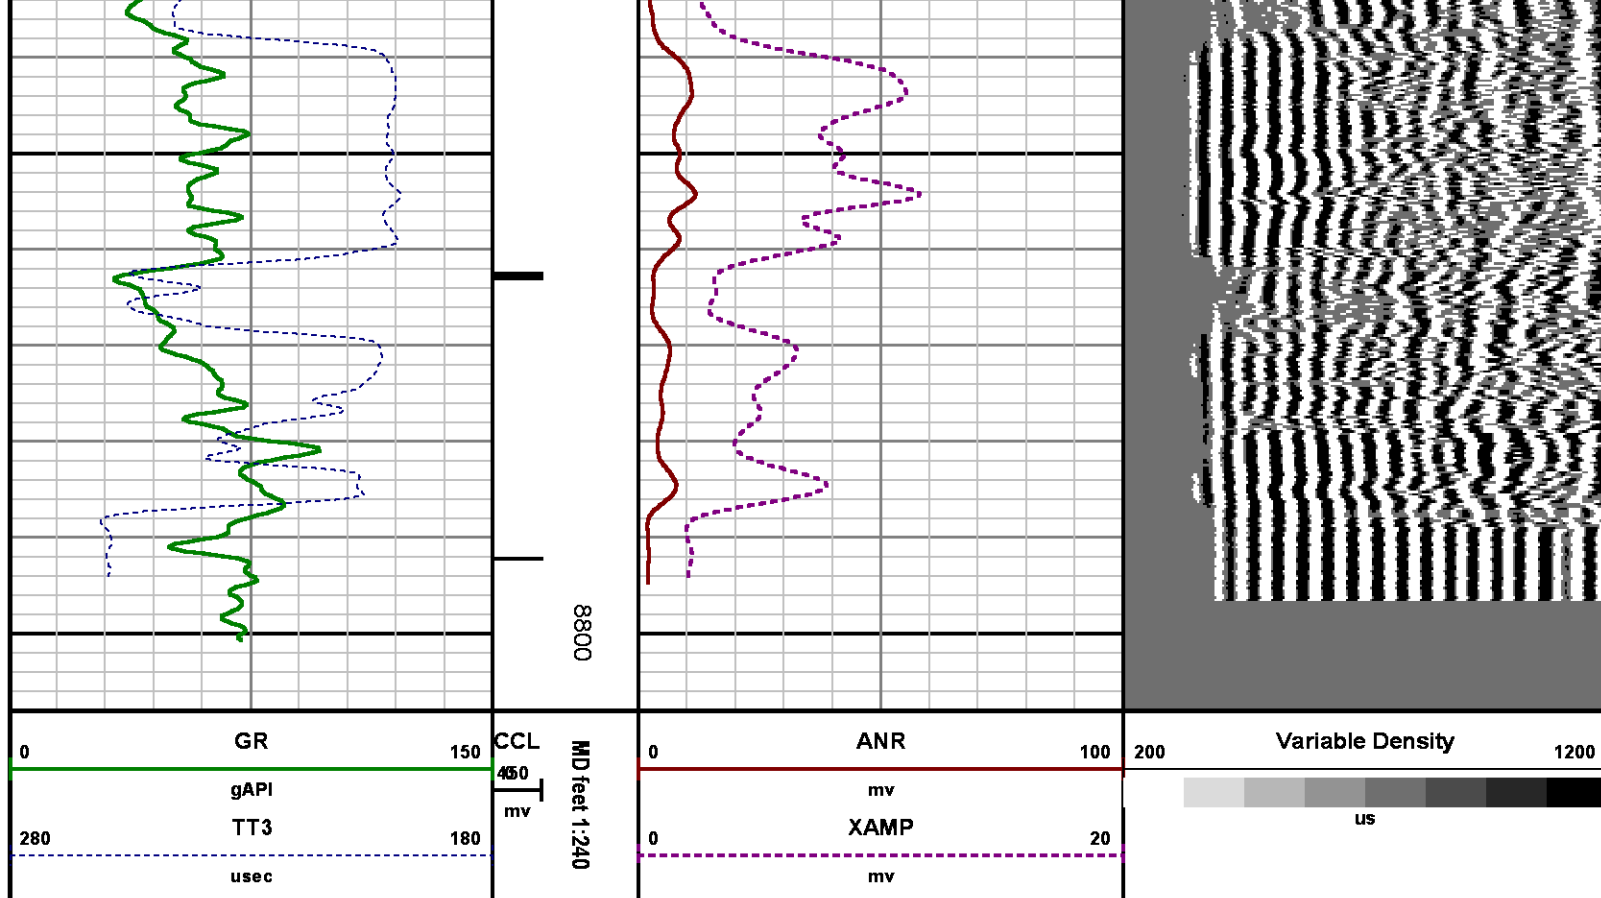 8800
GR
0 150
gAPI
TT3
280 180
usec
CCL
mv
MD feet 1:240
ANR
0 100
mv
XAMP
0 20
mv
Variable Density
200 1200
us